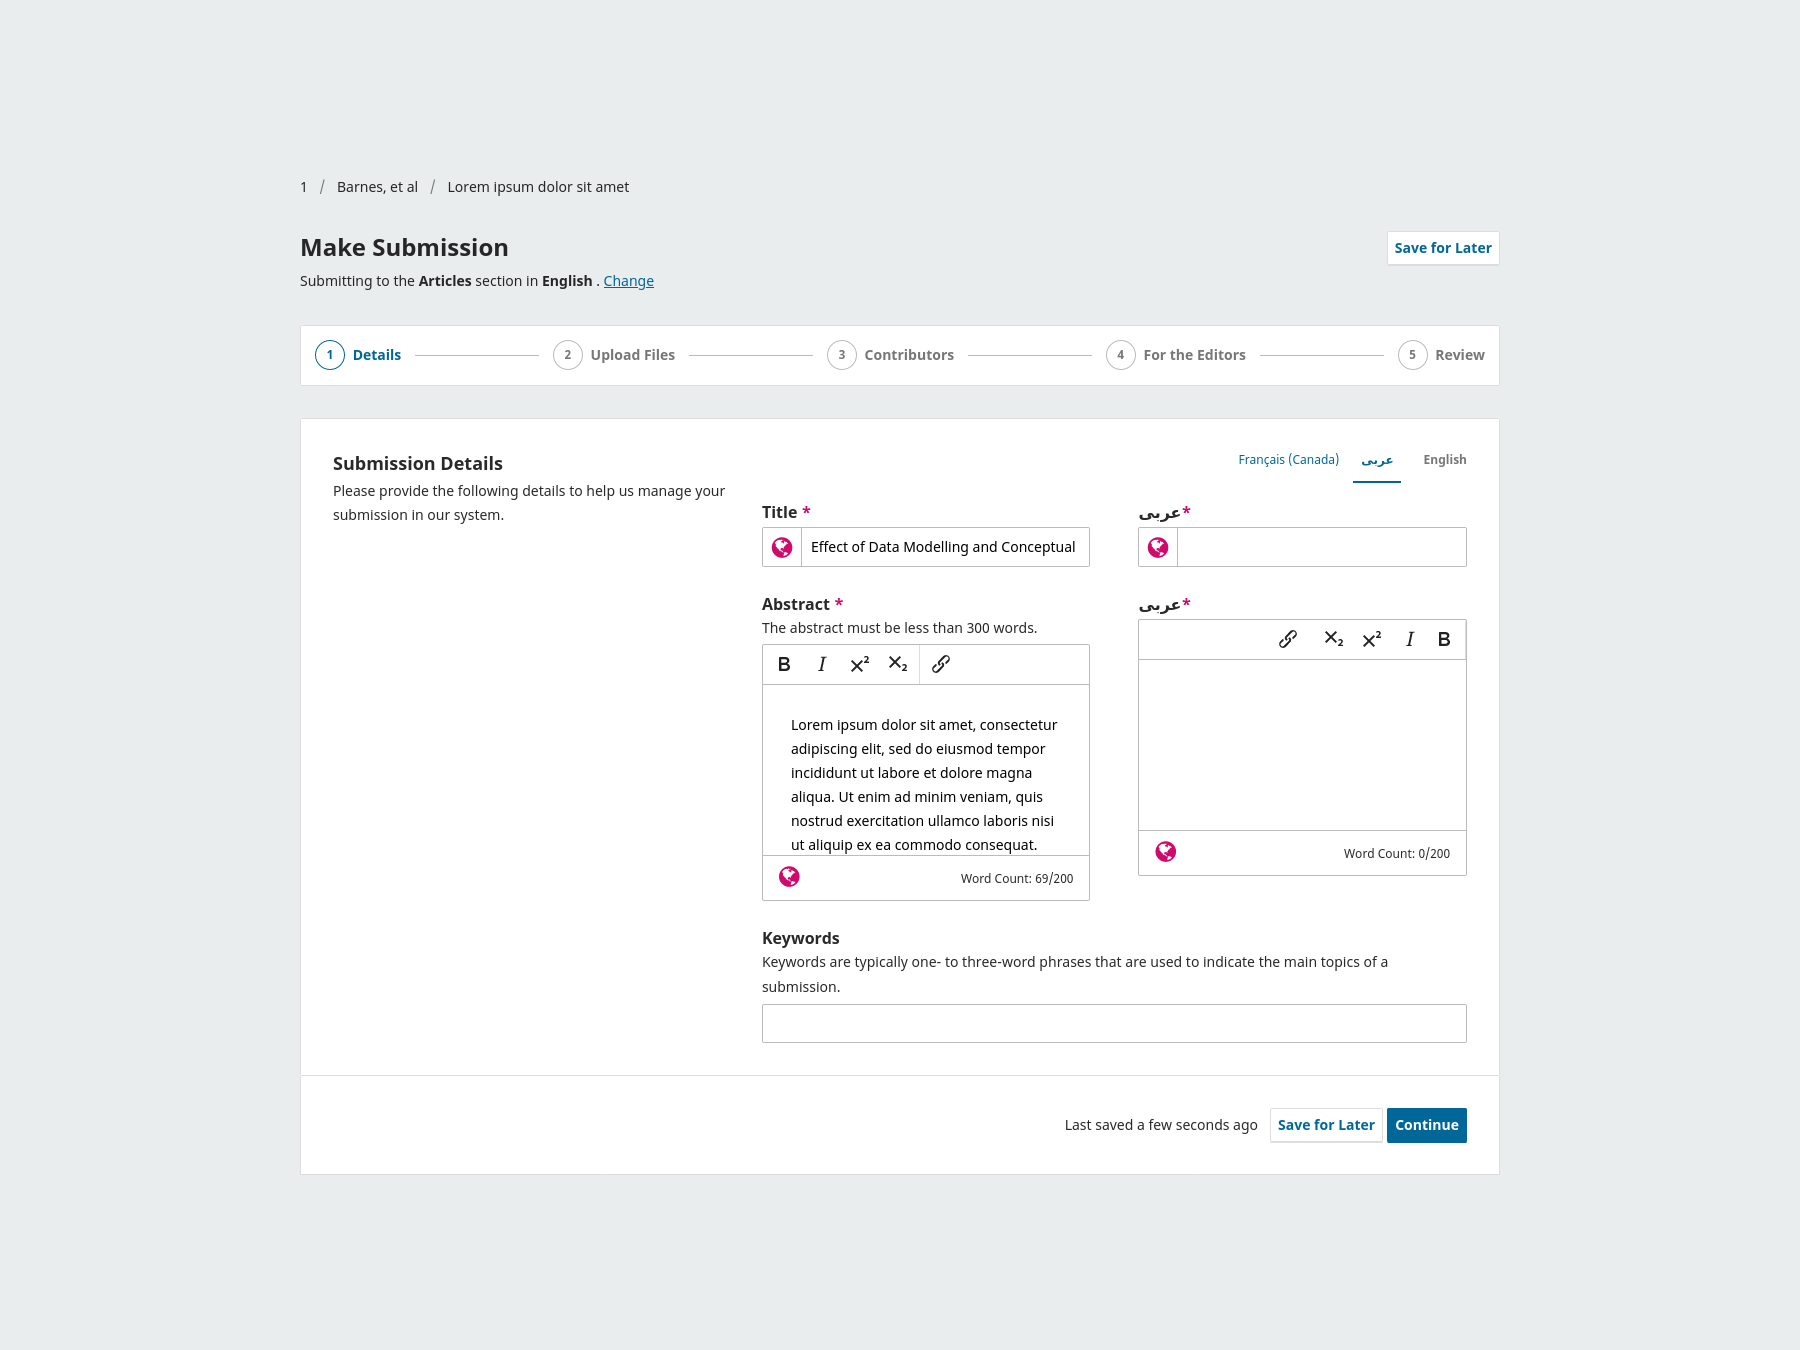 1 / Barnes, et al / Lorem ipsum dolor sit amet
Make Submission
Save for Later
Submitting to the Articles section in English . Change
1 Details
2 Upload Files
3 Contributors
4 For the Editors
5 Review
Submission Details
Please provide the following details to help us manage your
submission in our system.
Français (Canada)
عربى
English
Title *
Effect of Data Modelling and Conceptual
عربى*
Abstract *
The abstract must be less than 300 words.
B I ×² ×₂
Lorem ipsum dolor sit amet, consectetur
adipiscing elit, sed do eiusmod tempor
incididunt ut labore et dolore magna
aliqua. Ut enim ad minim veniam, quis
nostrud exercitation ullamco laboris nisi
ut aliquip ex ea commodo consequat.
Word Count: 69/200
عربى*
×₂ ×² I B
Word Count: 0/200
Keywords
Keywords are typically one- to three-word phrases that are used to indicate the main topics of a
submission.
Last saved a few seconds ago
Save for Later
Continue